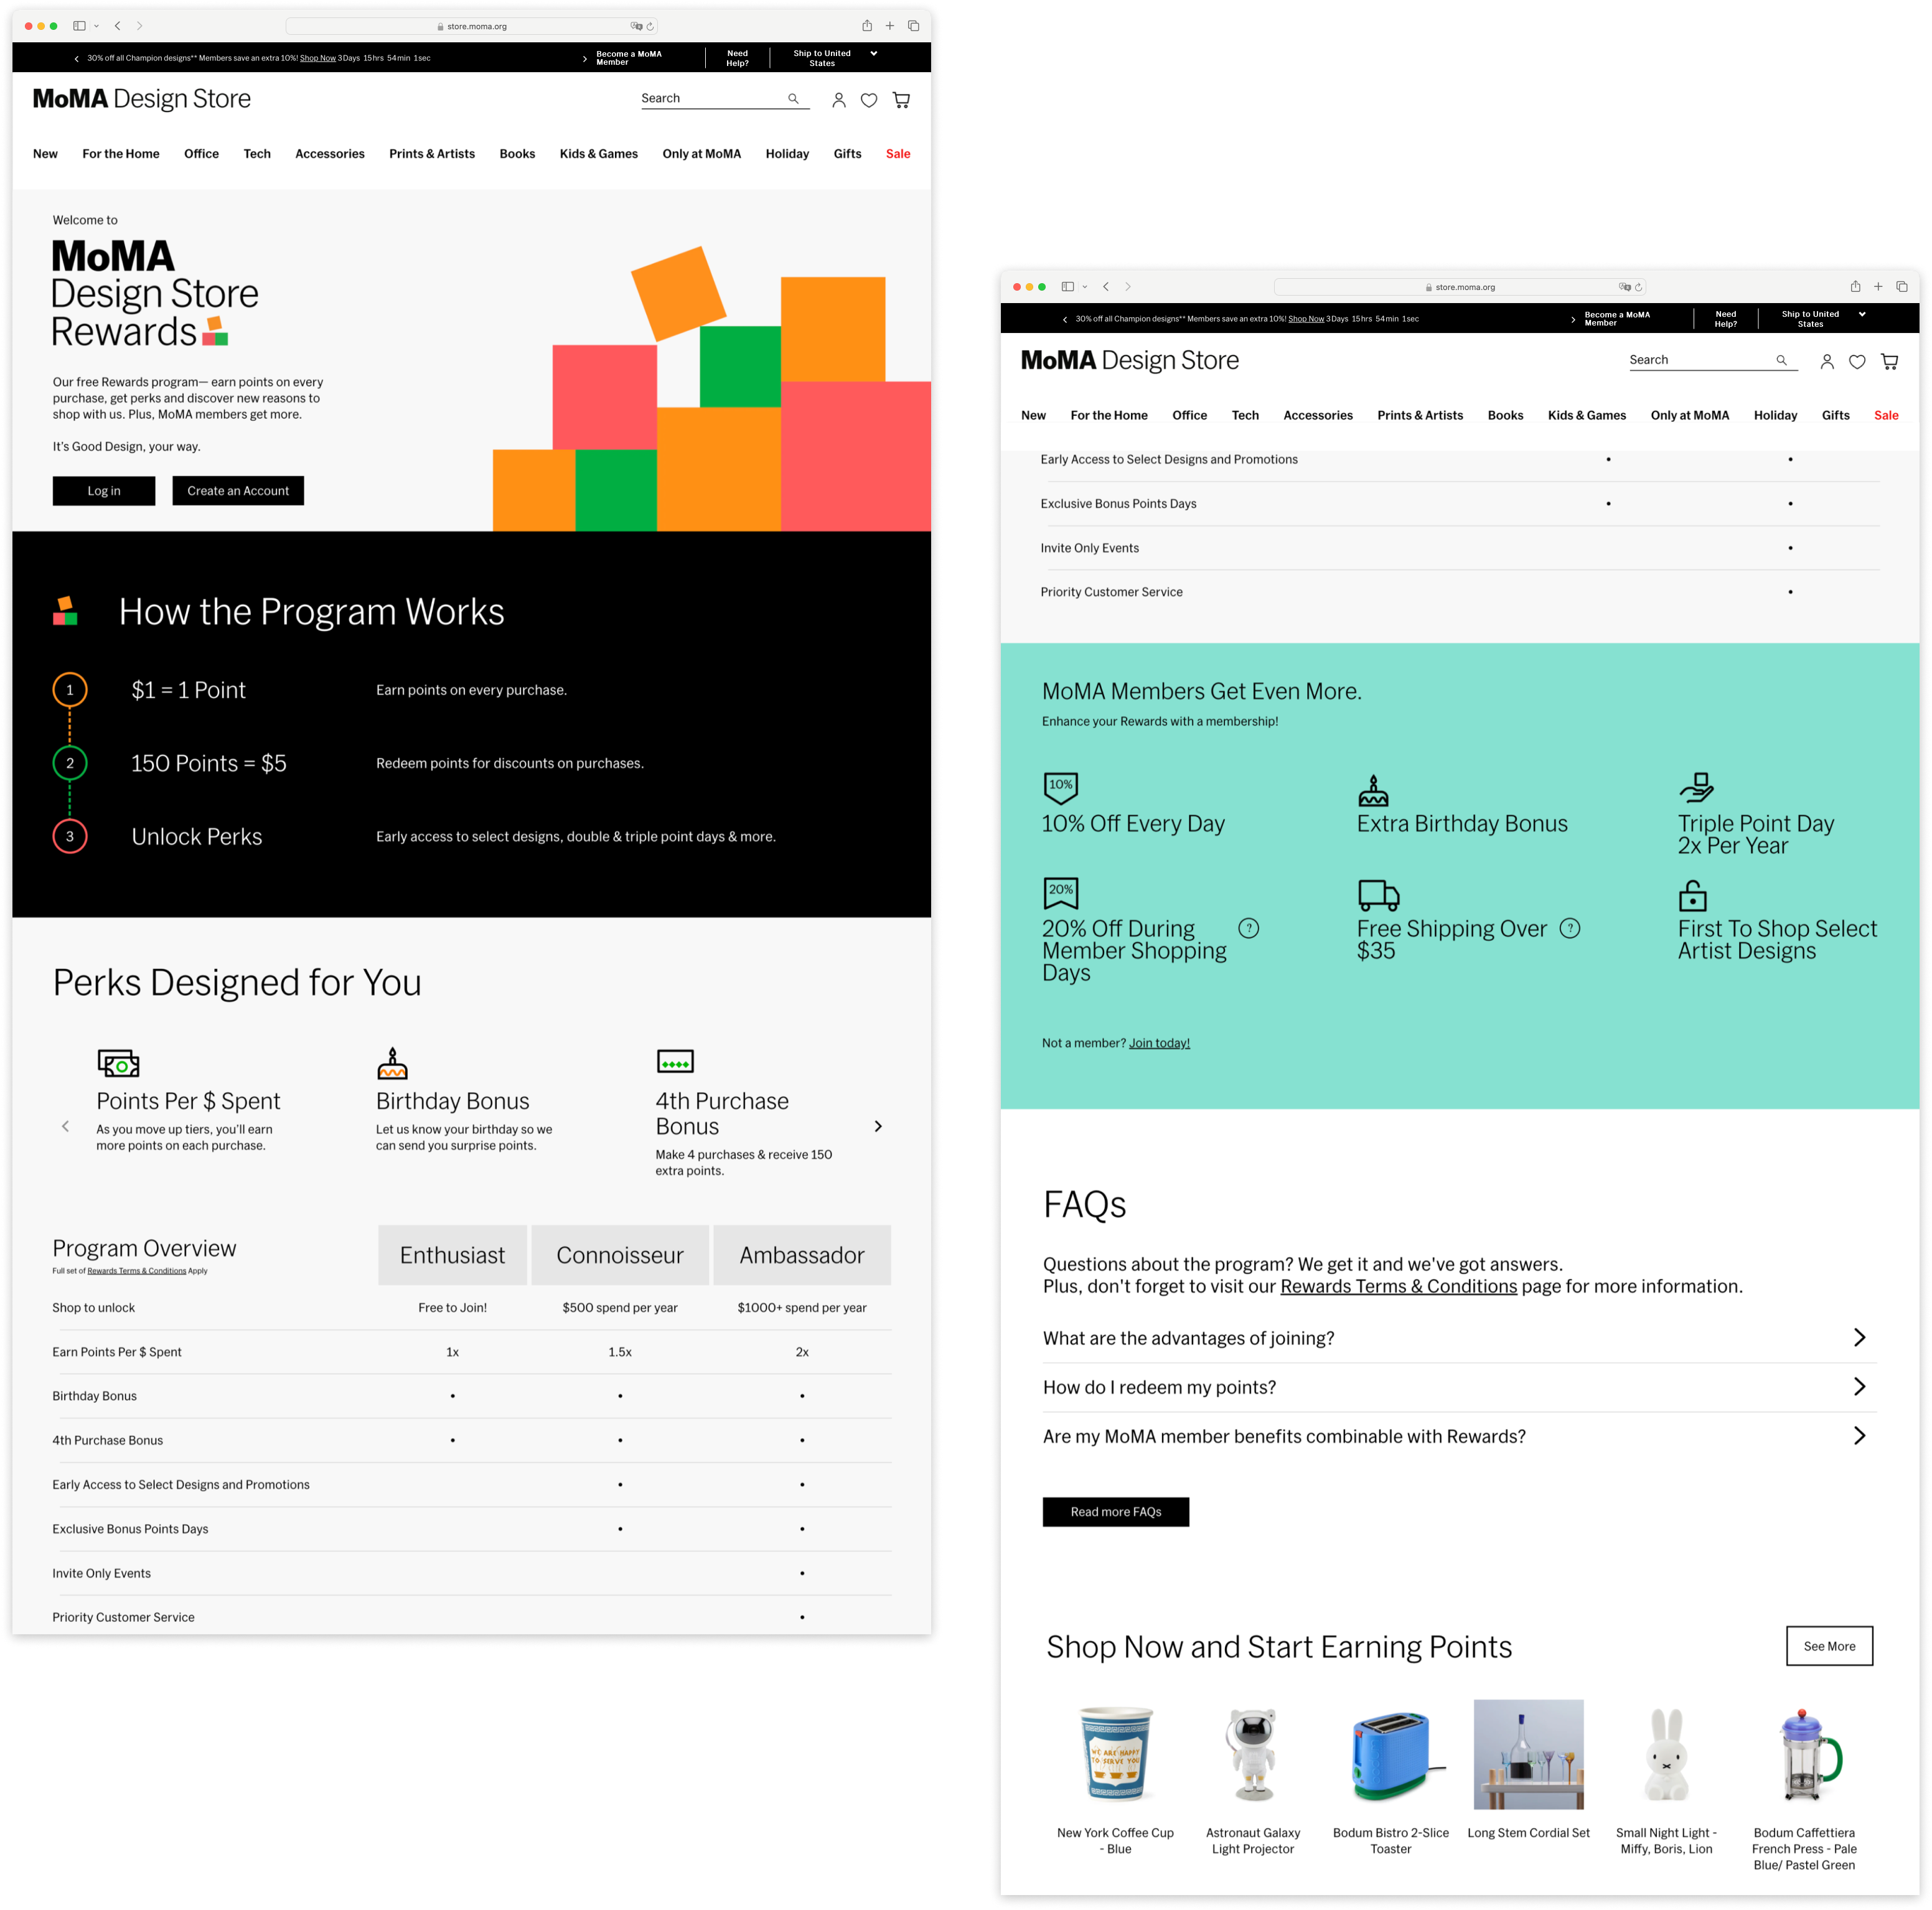 store.moma.org
30% off all Champion designs** Members save an extra 10%! Shop Now 3Days 15hrs 54min 1sec
Become a MoMA
Member
Need
Help?
Ship to United
States
MoMA Design Store
Search
New For the Home Office Tech Accessories Prints & Artists Books Kids & Games Only at MoMA Holiday Gifts Sale
Welcome to
MoMA
Design Store
Rewards
Our free Rewards program— earn points on every
purchase, get perks and discover new reasons to
shop with us. Plus, MoMA members get more.
It's Good Design, your way.
Log in
Create an Account
How the Program Works
1 $1 = 1 Point Earn points on every purchase.
2 150 Points = $5 Redeem points for discounts on purchases.
3 Unlock Perks Early access to select designs, double & triple point days & more.
Perks Designed for You
Points Per $ Spent
As you move up tiers, you'll earn
more points on each purchase.
Birthday Bonus
Let us know your birthday so we
can send you surprise points.
4th Purchase
Bonus
Make 4 purchases & receive 150
extra points.
Program Overview
Full set of Rewards Terms & Conditions Apply
Enthusiast Connoisseur Ambassador
Shop to unlock Free to Join! $500 spend per year $1000+ spend per year
Earn Points Per $ Spent 1x 1.5x 2x
Birthday Bonus • • •
4th Purchase Bonus • • •
Early Access to Select Designs and Promotions • •
Exclusive Bonus Points Days • •
Invite Only Events •
Priority Customer Service •
store.moma.org
30% off all Champion designs** Members save an extra 10%! Shop Now 3Days 15hrs 54min 1sec
Become a MoMA
Member
Need
Help?
Ship to United
States
MoMA Design Store
Search
New For the Home Office Tech Accessories Prints & Artists Books Kids & Games Only at MoMA Holiday Gifts Sale
Early Access to Select Designs and Promotions • •
Exclusive Bonus Points Days • •
Invite Only Events •
Priority Customer Service •
MoMA Members Get Even More.
Enhance your Rewards with a membership!
10%
10% Off Every Day
Extra Birthday Bonus
Triple Point Day
2x Per Year
20%
20% Off During
Member Shopping
Days
?
Free Shipping Over
$35
?
First To Shop Select
Artist Designs
Not a member? Join today!
FAQs
Questions about the program? We get it and we've got answers.
Plus, don't forget to visit our Rewards Terms & Conditions page for more information.
What are the advantages of joining?
How do I redeem my points?
Are my MoMA member benefits combinable with Rewards?
Read more FAQs
Shop Now and Start Earning Points
See More
WE ARE HAPPY
TO SERVE YOU
New York Coffee Cup
- Blue
Astronaut Galaxy
Light Projector
Bodum Bistro 2-Slice
Toaster
Long Stem Cordial Set
Small Night Light -
Miffy, Boris, Lion
Bodum Caffettiera
French Press - Pale
Blue/ Pastel Green